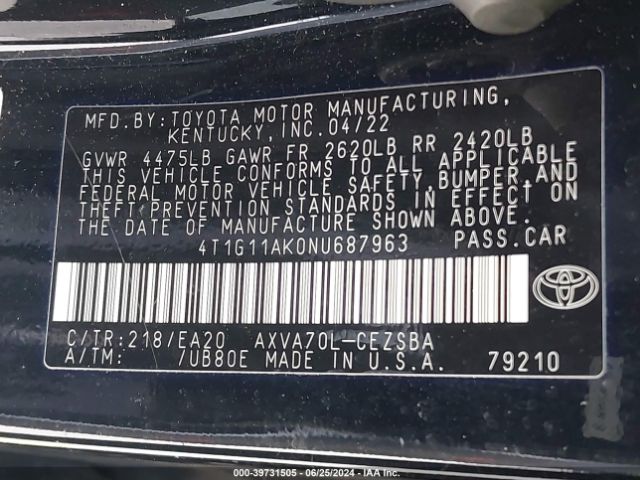 MFD. BY: TOYOTA MOTOR MANUFACTURING,
KENTUCKY, INC. 04/22
GVWR 4475LB GAWR FR 2620LB RR 2420LB
THIS VEHICLE CONFORMS TO ALL APPLICABLE
FEDERAL MOTOR VEHICLE SAFETY, BUMPER, AND
THEFT PREVENTION STANDARDS IN EFFECT ON
THE DATE OF MANUFACTURE SHOWN ABOVE.
4T1G11AK0NU687963 PASS.CAR
C/TR: 218/EA20 AXVA70L-CEZSBA
A/TM: /UB80E MADE IN U.S.A. 79210
000-39731505 - 06/25/2024 - IAA Inc.